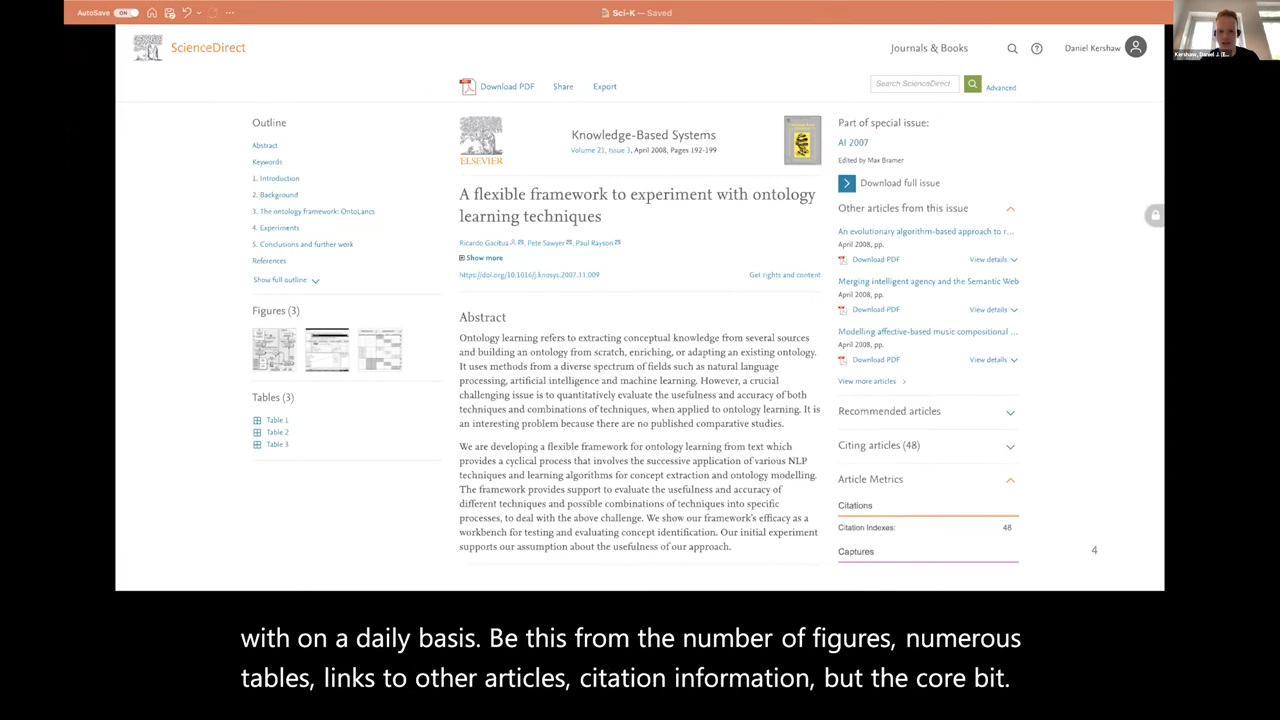 AutoSave ON
Sci-K — Saved
Kershaw, Daniel J. [E...
ScienceDirect
Journals & Books
Daniel Kershaw
Download PDF
Share
Export
Search ScienceDirect
Advanced
Outline
Abstract
Keywords
1. Introduction
2. Background
3. The ontology framework: OntoLancs
4. Experiments
5. Conclusions and further work
References
Show full outline
Figures (3)
Tables (3)
Table 1
Table 2
Table 3
ELSEVIER
Knowledge-Based Systems
Volume 21, Issue 3, April 2008, Pages 192-199
A flexible framework to experiment with ontology
learning techniques
Ricardo Gacitua, Pete Sawyer, Paul Rayson
Show more
https://doi.org/10.1016/j.knosys.2007.11.009
Get rights and content
Abstract
Ontology learning refers to extracting conceptual knowledge from several sources
and building an ontology from scratch, enriching, or adapting an existing ontology.
It uses methods from a diverse spectrum of fields such as natural language
processing, artificial intelligence and machine learning. However, a crucial
challenging issue is to quantitatively evaluate the usefulness and accuracy of both
techniques and combinations of techniques, when applied to ontology learning. It is
an interesting problem because there are no published comparative studies.
We are developing a flexible framework for ontology learning from text which
provides a cyclical process that involves the successive application of various NLP
techniques and learning algorithms for concept extraction and ontology modelling.
The framework provides support to evaluate the usefulness and accuracy of
different techniques and possible combinations of techniques into specific
processes, to deal with the above challenge. We show our framework's efficacy as a
workbench for testing and evaluating concept identification. Our initial experiment
supports our assumption about the usefulness of our approach.
Part of special issue:
AI 2007
Edited by Max Bramer
Download full issue
Other articles from this issue
An evolutionary algorithm-based approach to r...
April 2008, pp.
Download PDF
View details
Merging intelligent agency and the Semantic Web
April 2008, pp.
Download PDF
View details
Modelling affective-based music compositional ...
April 2008, pp.
Download PDF
View details
View more articles
Recommended articles
Citing articles (48)
Article Metrics
Citations
Citation Indexes: 48
Captures
4
with on a daily basis. Be this from the number of figures, numerous
tables, links to other articles, citation information, but the core bit.